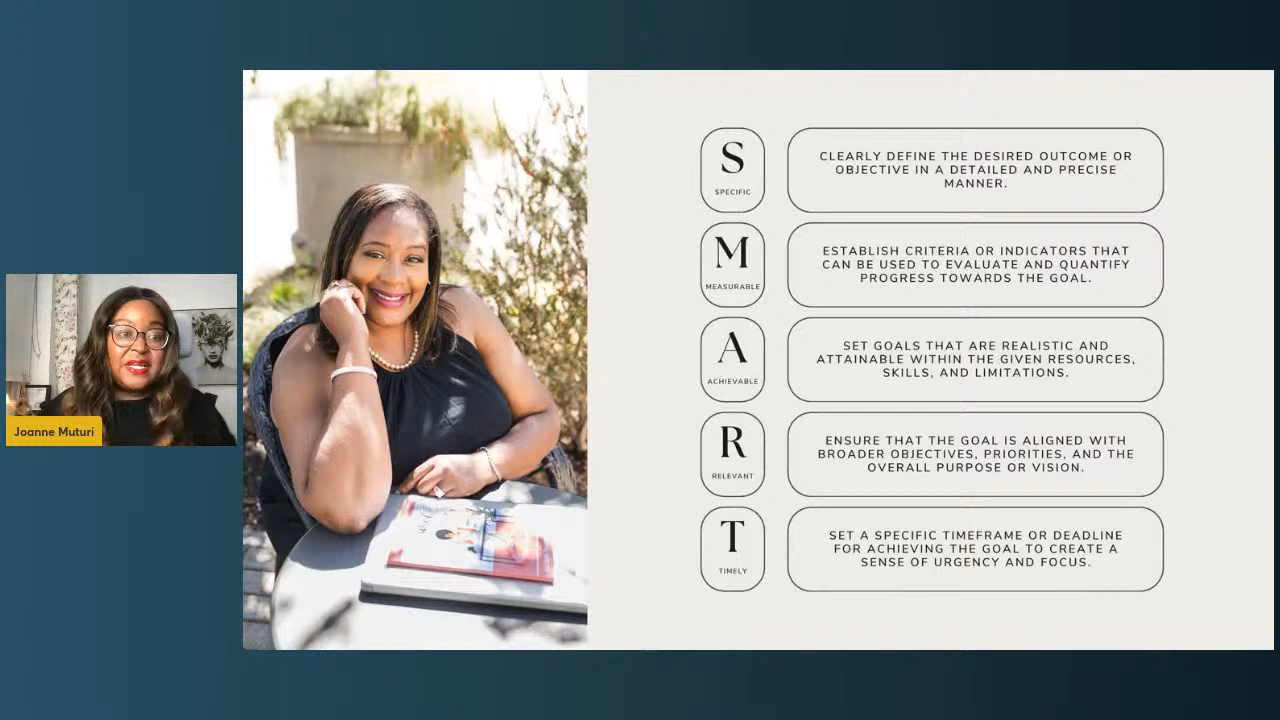 Joanne Muturi
S
SPECIFIC
CLEARLY DEFINE THE DESIRED OUTCOME OR
OBJECTIVE IN A DETAILED AND PRECISE
MANNER.
M
MEASURABLE
ESTABLISH CRITERIA OR INDICATORS THAT
CAN BE USED TO EVALUATE AND QUANTIFY
PROGRESS TOWARDS THE GOAL.
A
ACHIEVABLE
SET GOALS THAT ARE REALISTIC AND
ATTAINABLE WITHIN THE GIVEN RESOURCES,
SKILLS, AND LIMITATIONS.
R
RELEVANT
ENSURE THAT THE GOAL IS ALIGNED WITH
BROADER OBJECTIVES, PRIORITIES, AND THE
OVERALL PURPOSE OR VISION.
T
TIMELY
SET A SPECIFIC TIMEFRAME OR DEADLINE
FOR ACHIEVING THE GOAL TO CREATE A
SENSE OF URGENCY AND FOCUS.